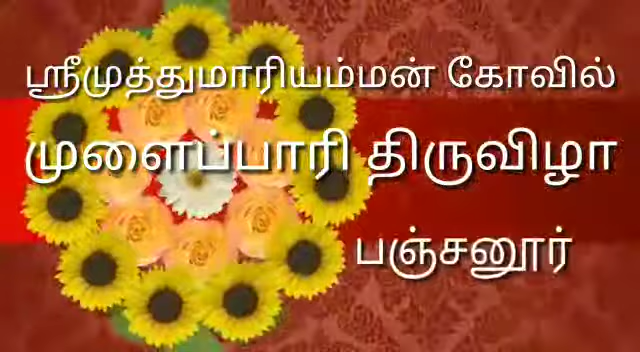 ஸ்ரீமுத்துமாரியம்மன் கோவில்
முளைப்பாரி திருவிழா
பஞ்சனூர்